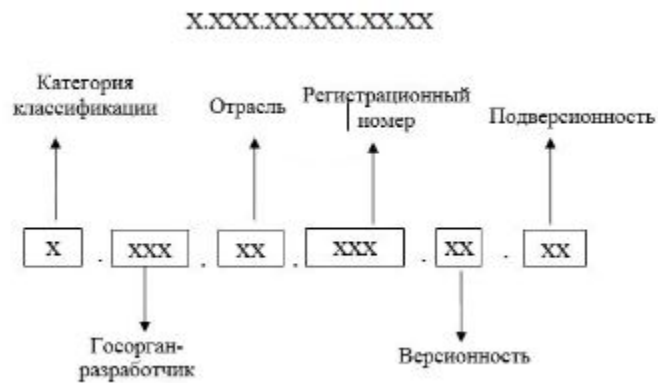 X.XXX.XX.XXX.XX.XX
Категория
классификации
Отрасль
Регистрационный
номер
Подверсионность
X . XXX . XX . XXX . XX . XX
Госорган-
разработчик
Версионность